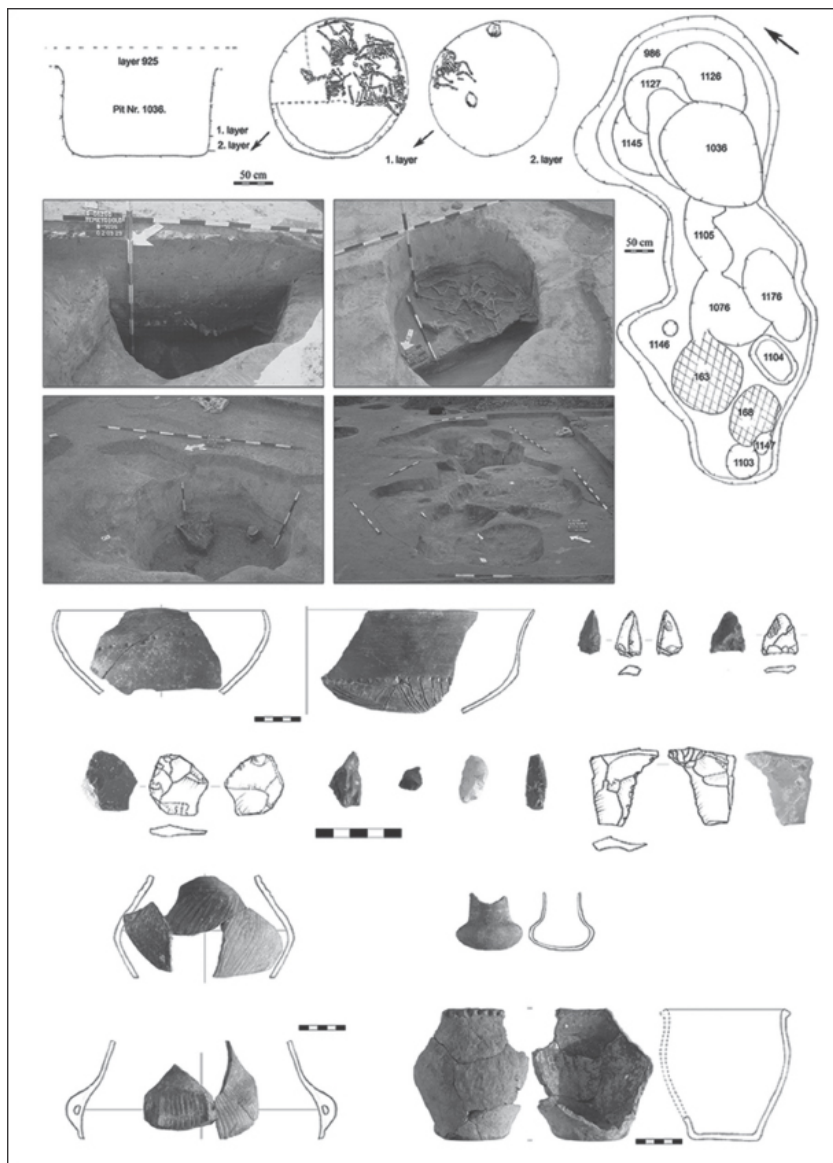 layer 925
Pit Nr. 1036.
1. layer
2. layer
50 cm
1. layer
2. layer
986
1126
1127
1145
1036
1105
50 cm
1176
1076
1146
1104
163
168
1147
1103